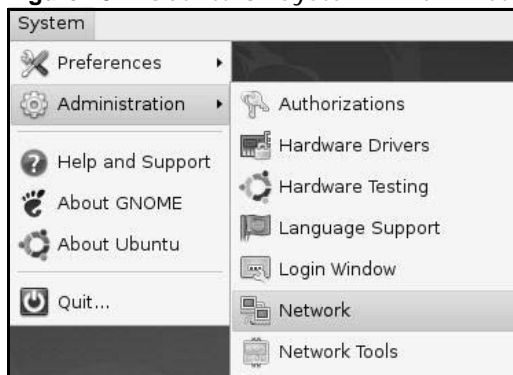 System
Preferences
Administration
Help and Support
About GNOME
About Ubuntu
Quit...
Authorizations
Hardware Drivers
Hardware Testing
Language Support
Login Window
Network
Network Tools